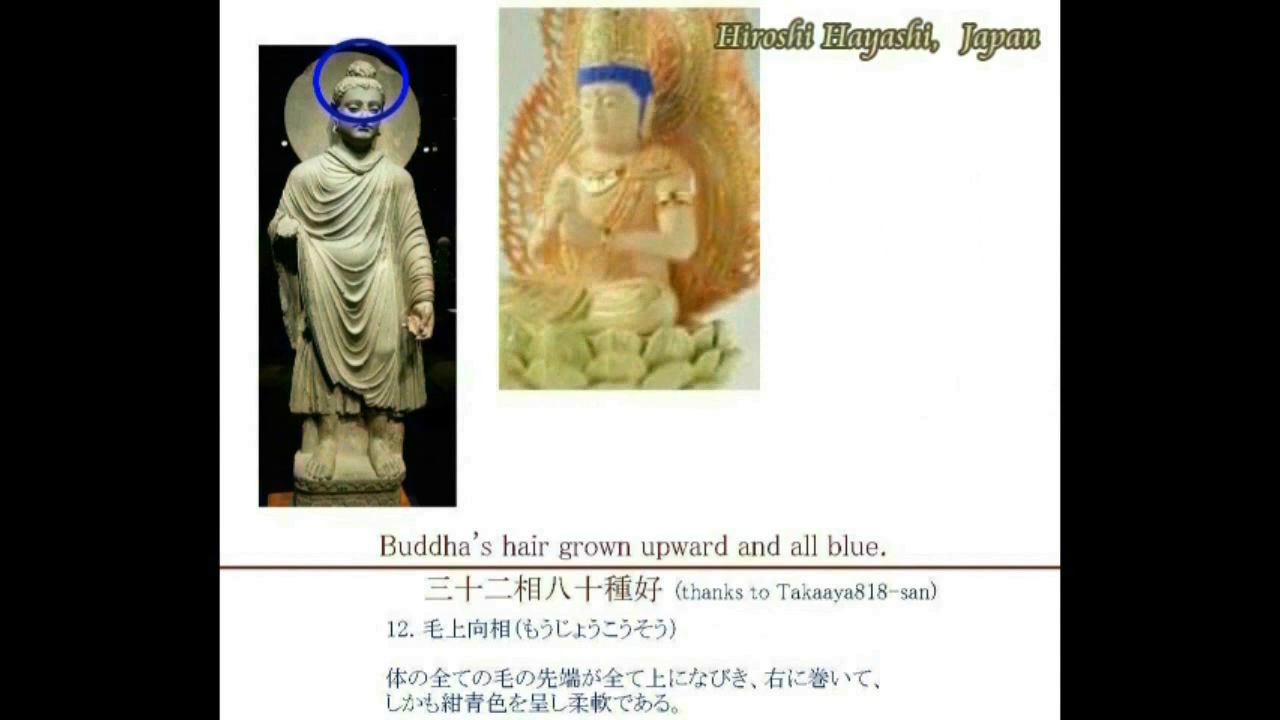 Hiroshi Hayashi, Japan
Buddha's hair grown upward and all blue.
三十二相八十種好 (thanks to Takaaya818-san)
12. 毛上向相(もうじょうこうそう)
体の全ての毛の先端が全て上になびき、右に巻いて、
しかも紺青色を呈し柔軟である。